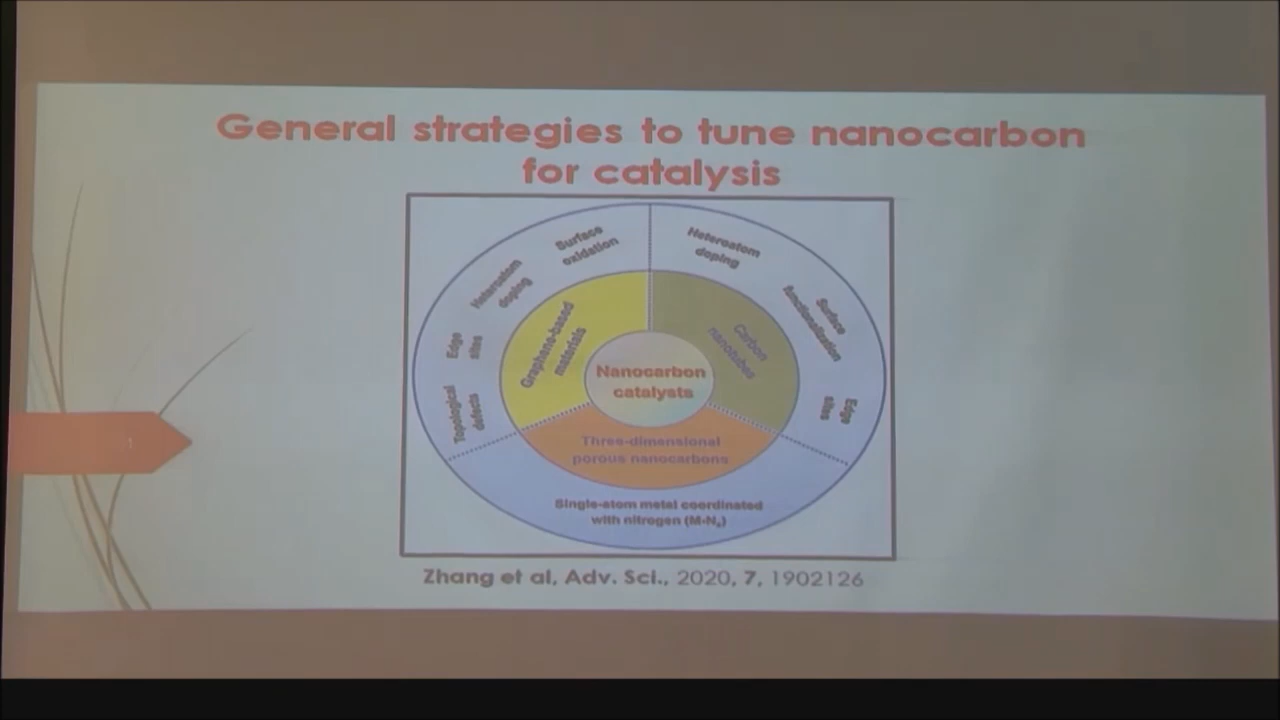 General strategies to tune nanocarbon
for catalysis
Surface
oxidation
Heteroatom
doping
Edge
sites
Topological
defects
Heteroatom
doping
Surface
functionalization
Edge
sites
Graphene-based
materials
Carbon
nanotubes
Nanocarbon
catalysts
Three-dimensional
porous nanocarbons
Single-atom metal coordinated
with nitrogen (M-Nₓ)
1
Zhang et al, Adv. Sci., 2020, 7, 1902126